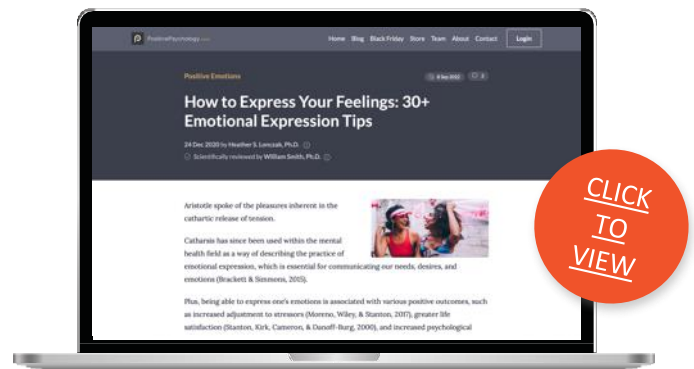 PositivePsychology.com
Home Blog Black Friday Store Team About Contact Login
Positive Emotions
2
How to Express Your Feelings: 30+
Emotional Expression Tips
24 Dec 2020 by Heather S. Lonczak, Ph.D.
Scientifically reviewed by William Smith, Ph.D.
Aristotle spoke of the pleasures inherent in the
cathartic release of tension.
Catharsis has since been used within the mental
health field as a way of describing the practice of
emotional expression, which is essential for communicating our needs, desires, and
emotions (Brackett & Simmons, 2015).
Plus, being able to express one's emotions is associated with various positive outcomes, such
as increased adjustment to stressors (Moreno, Wiley, & Stanton, 2017), greater life
satisfaction (Stanton, Kirk, Cameron, & Danoff-Burg, 2000), and increased psychological
CLICK
TO
VIEW